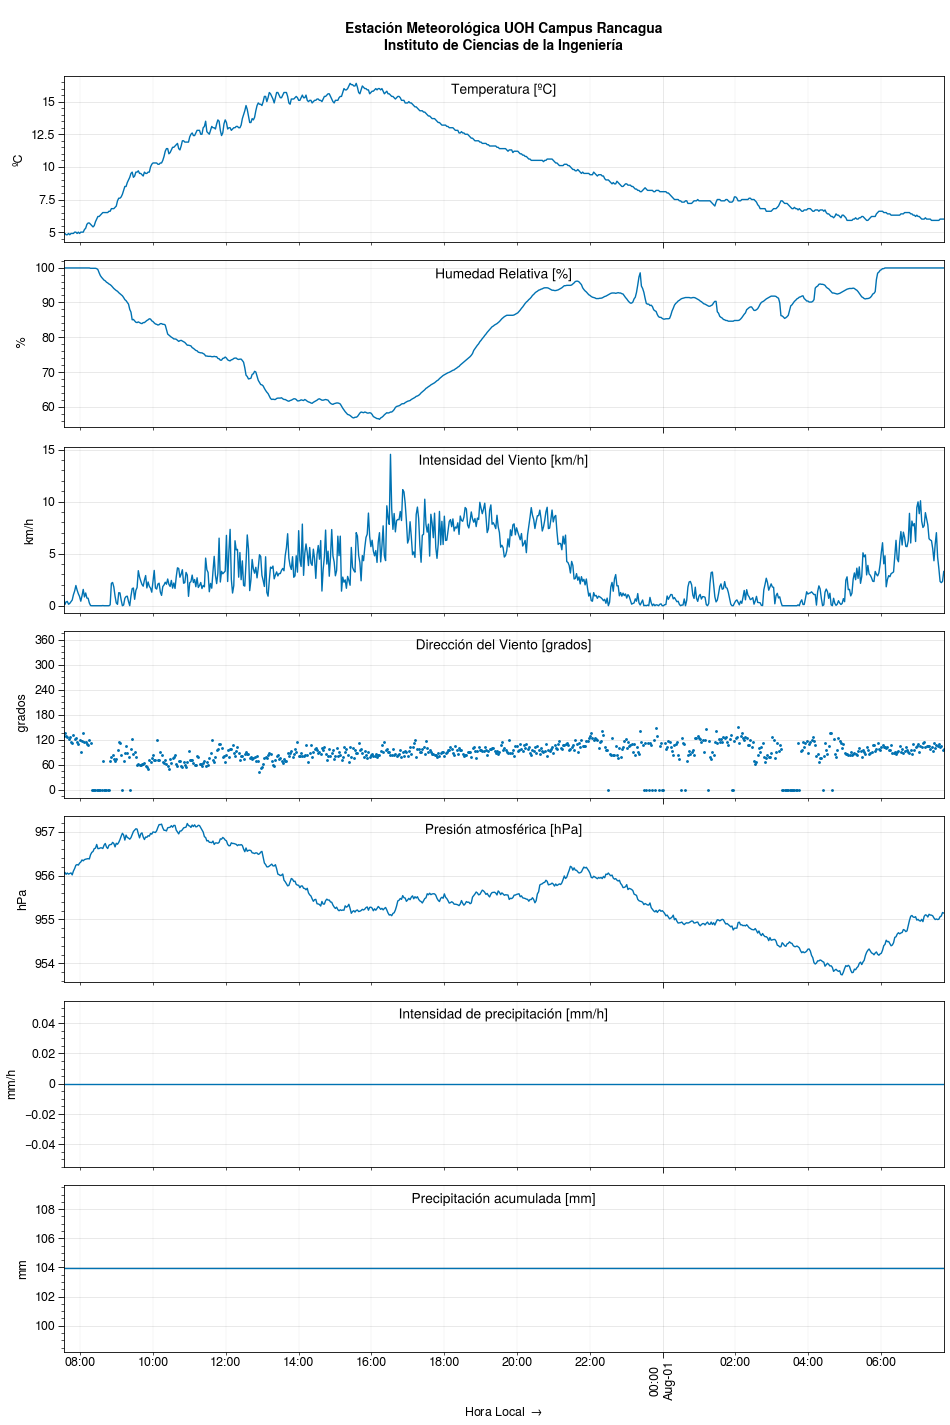 Estación Meteorológica UOH Campus Rancagua
Instituto de Ciencias de la Ingeniería
Temperatura [ºC]
ºC
15
12.5
10
7.5
5
Humedad Relativa [%]
%
100
90
80
70
60
Intensidad del Viento [km/h]
km/h
15
10
5
0
Dirección del Viento [grados]
grados
360
300
240
180
120
60
0
Presión atmosférica [hPa]
hPa
957
956
955
954
Intensidad de precipitación [mm/h]
mm/h
0.04
0.02
0
−0.02
−0.04
Precipitación acumulada [mm]
mm
108
106
104
102
100
08:00 10:00 12:00 14:00 16:00 18:00 20:00 22:00 00:00 02:00 04:00 06:00
Aug-01
Hora Local →